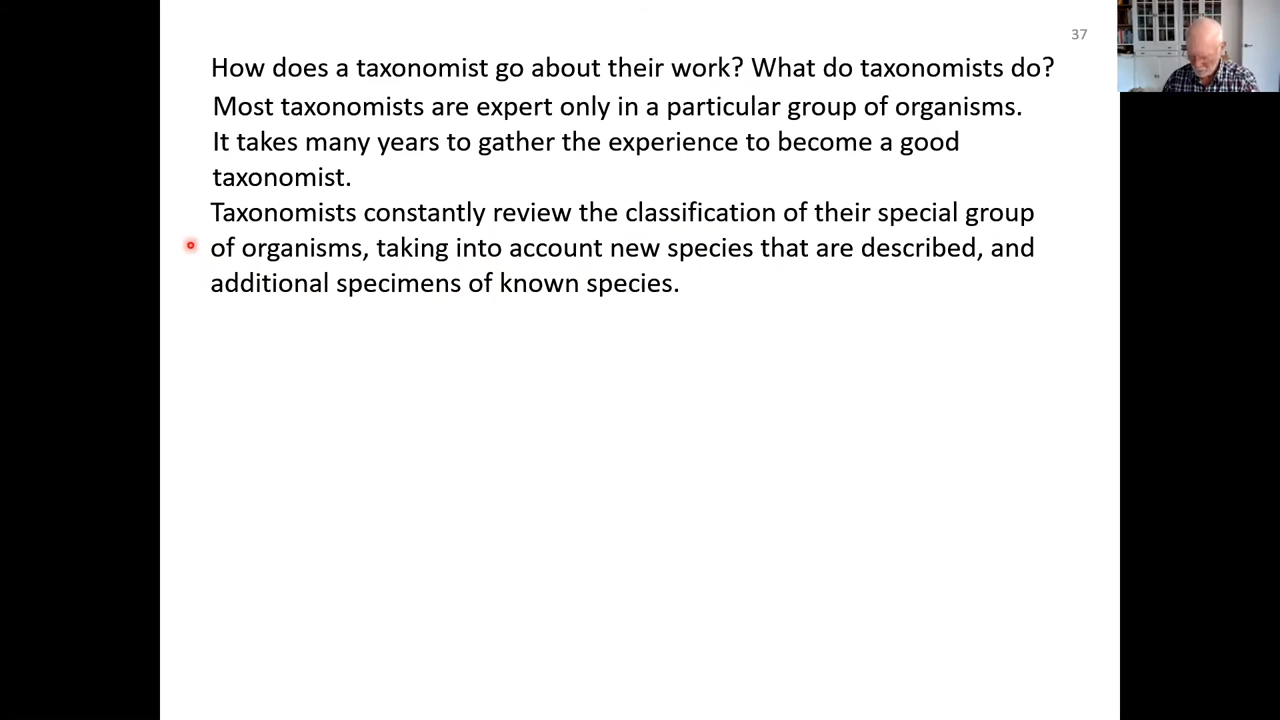 37
How does a taxonomist go about their work? What do taxonomists do?
Most taxonomists are expert only in a particular group of organisms.
It takes many years to gather the experience to become a good
taxonomist.
Taxonomists constantly review the classification of their special group
of organisms, taking into account new species that are described, and
additional specimens of known species.